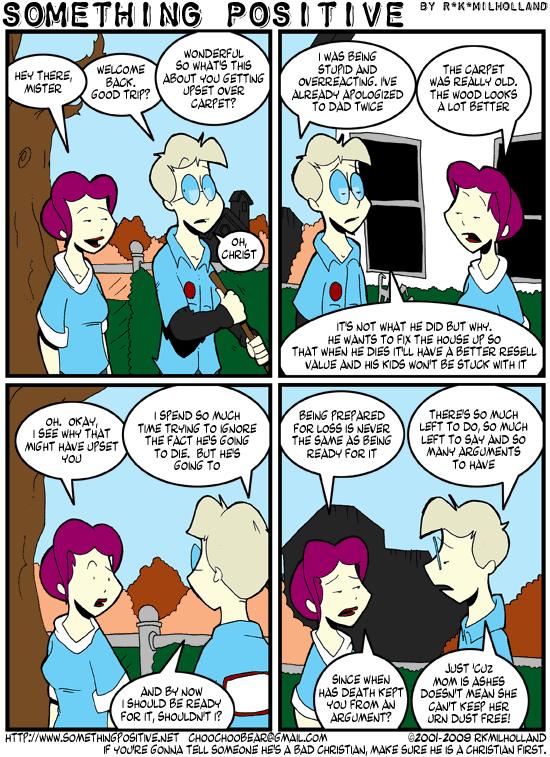 SOMETHING POSITIVE
BY R*K*MILHOLLAND
HEY THERE,
MISTER
WELCOME
BACK.
GOOD TRIP?
WONDERFUL
SO WHAT'S THIS
ABOUT YOU GETTING
UPSET OVER
CARPET?
OH,
CHRIST
I WAS BEING
STUPID AND
OVERREACTING. I'VE
ALREADY APOLOGIZED
TO DAD TWICE
THE CARPET
WAS REALLY OLD.
THE WOOD LOOKS
A LOT BETTER
IT'S NOT WHAT HE DID BUT WHY.
HE WANTS TO FIX THE HOUSE UP SO
THAT WHEN HE DIES IT'LL HAVE A BETTER RESELL
VALUE AND HIS KIDS WON'T BE STUCK WITH IT
OH. OKAY,
I SEE WHY THAT
MIGHT HAVE UPSET
YOU
I SPEND SO MUCH
TIME TRYING TO IGNORE
THE FACT HE'S GOING
TO DIE. BUT HE'S
GOING TO
AND BY NOW
I SHOULD BE READY
FOR IT, SHOULDN'T I?
BEING PREPARED
FOR LOSS IS NEVER
THE SAME AS BEING
READY FOR IT
THERE'S SO MUCH
LEFT TO DO, SO MUCH
LEFT TO SAY AND SO
MANY ARGUMENTS
TO HAVE
SINCE WHEN
HAS DEATH KEPT
YOU FROM AN
ARGUMENT?
JUST 'CUZ
MOM IS ASHES
DOESN'T MEAN SHE
CAN'T KEEP HER
URN DUST FREE!
HTTP://WWW.SOMETHINGPOSITIVE.NET CHOOCHOOBEAR@GMAIL.COM ©2001-2009 RKMILHOLLAND
IF YOU'RE GONNA TELL SOMEONE HE'S A BAD CHRISTIAN, MAKE SURE HE IS A CHRISTIAN FIRST.